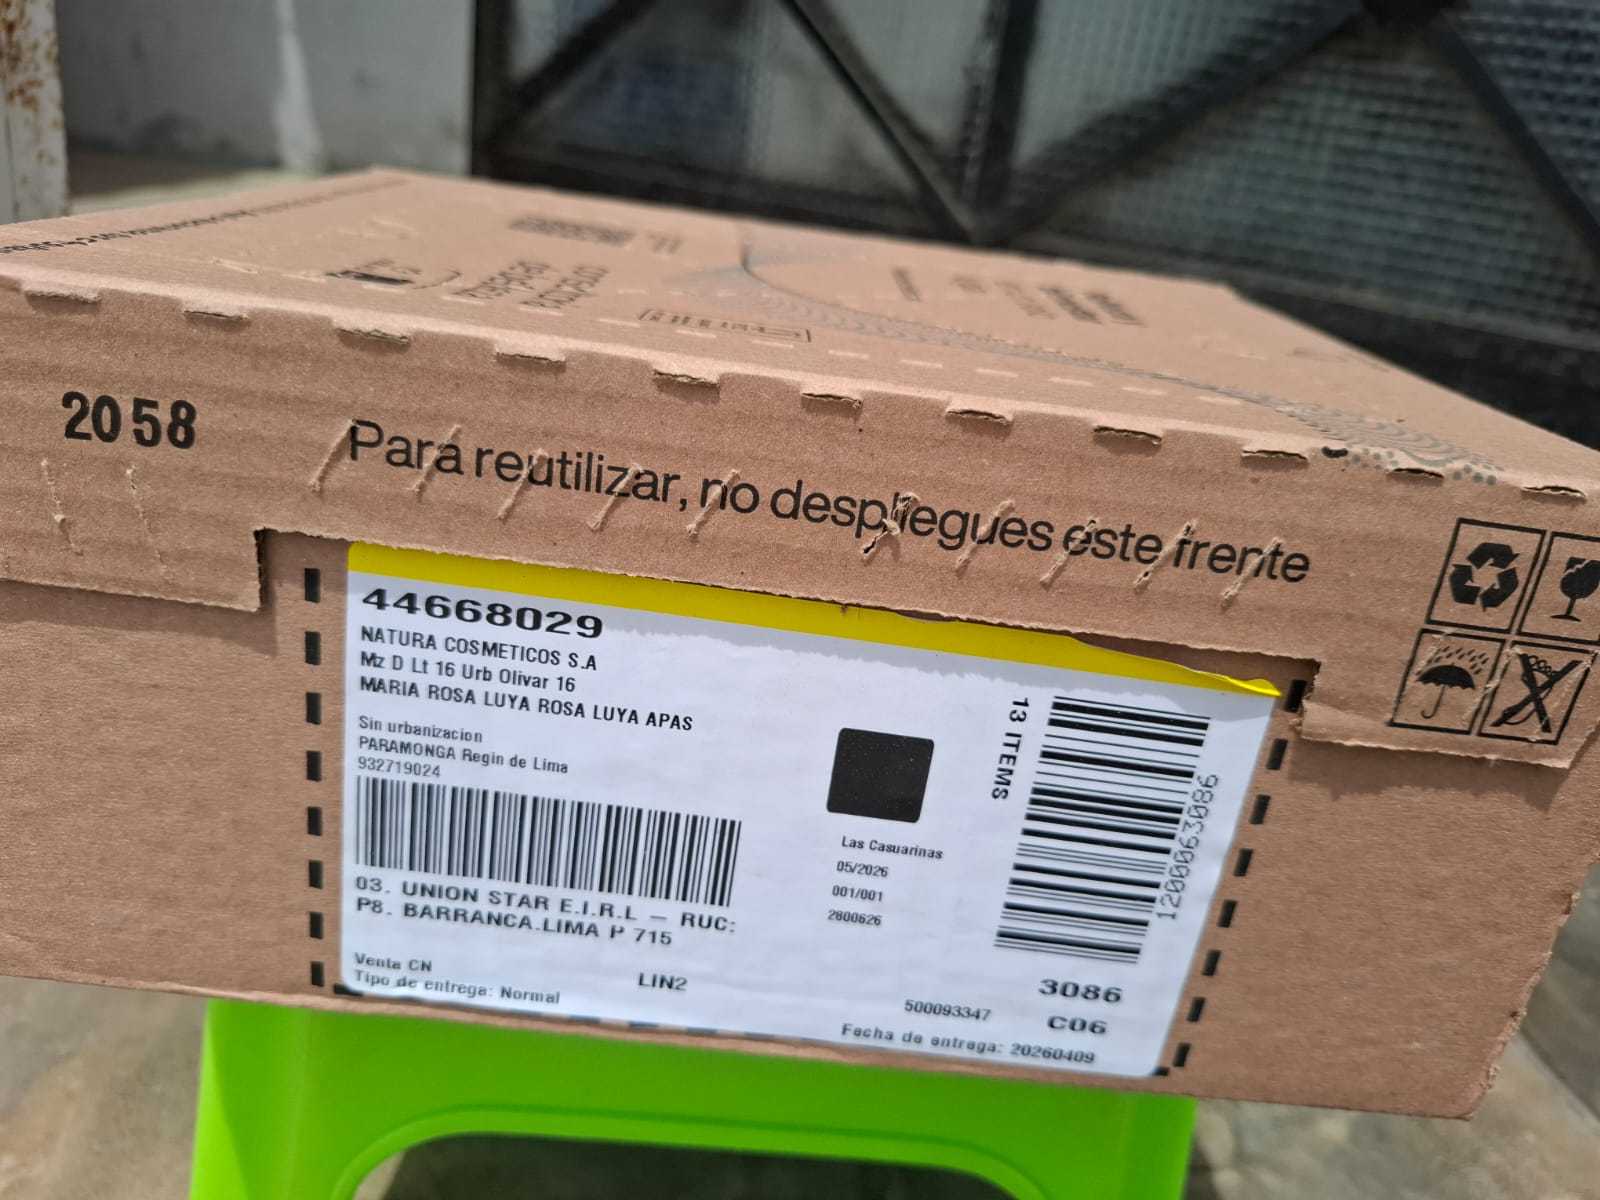 2058
Para reutilizar, no despliegues este frente
44668029
NATURA COSMETICOS S.A
Mz D Lt 16 Urb Olivar 16
MARIA ROSA LUYA ROSA LUYA APAS
Sin urbanizacion
PARAMONGA Regin de Lima
932719024
03. UNION STAR E.I.R.L – RUC:
P8. BARRANCA.LIMA P 715
Venta CN
Tipo de entrega: Normal
LIN2
Las Casuarinas
05/2026
001/001
2800626
13 ITEMS
1200063086
3086
500093347
C06
Fecha de entrega: 20260409